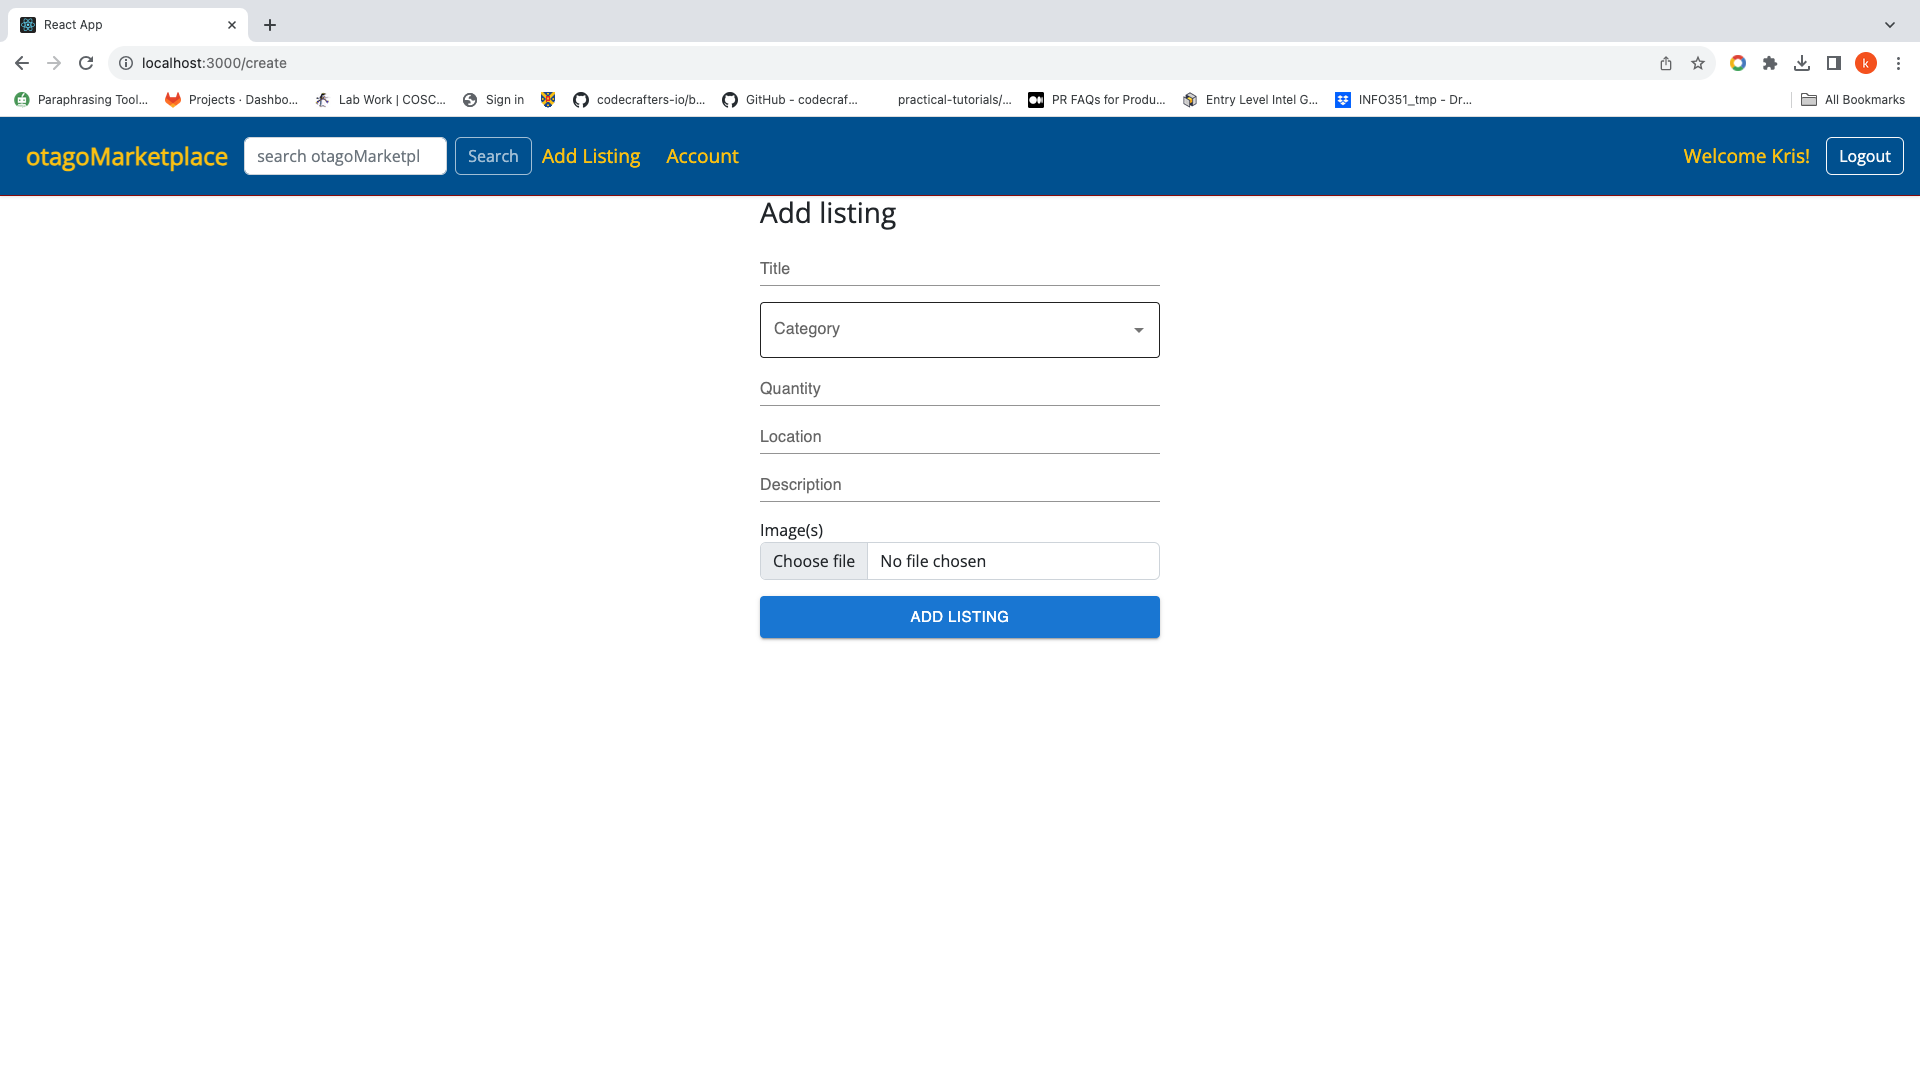 React App
localhost:3000/create
k
Paraphrasing Tool... Projects · Dashbo... Lab Work | COSC... Sign in codecrafters-io/b... GitHub - codecraf... practical-tutorials/... PR FAQs for Produ... Entry Level Intel G... INFO351_tmp - Dr... All Bookmarks
otagoMarketplace search otagoMarketpl Search Add Listing Account Welcome Kris! Logout
Add listing
Title
Category
Quantity
Location
Description
Image(s)
Choose file No file chosen
ADD LISTING